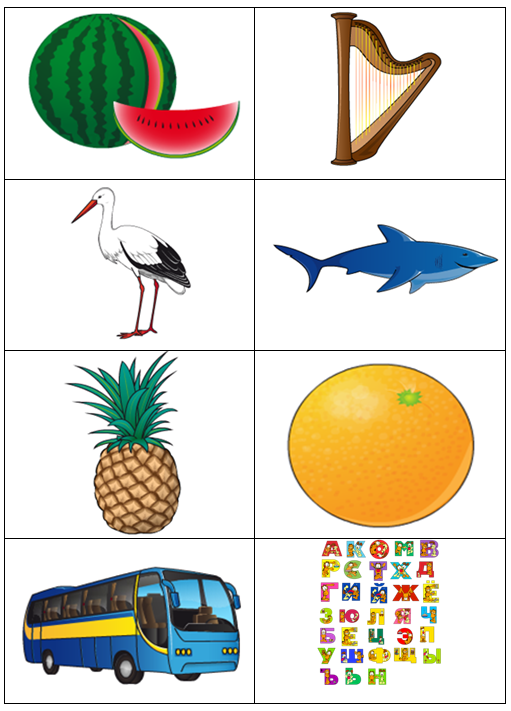 А К О М В
Р С Т Х Д
Г И Й Ж Ё
З Ю Л Я Ч
Б Е Ц Э П
У Ш Ф Щ Ы
Ъ Ь Н